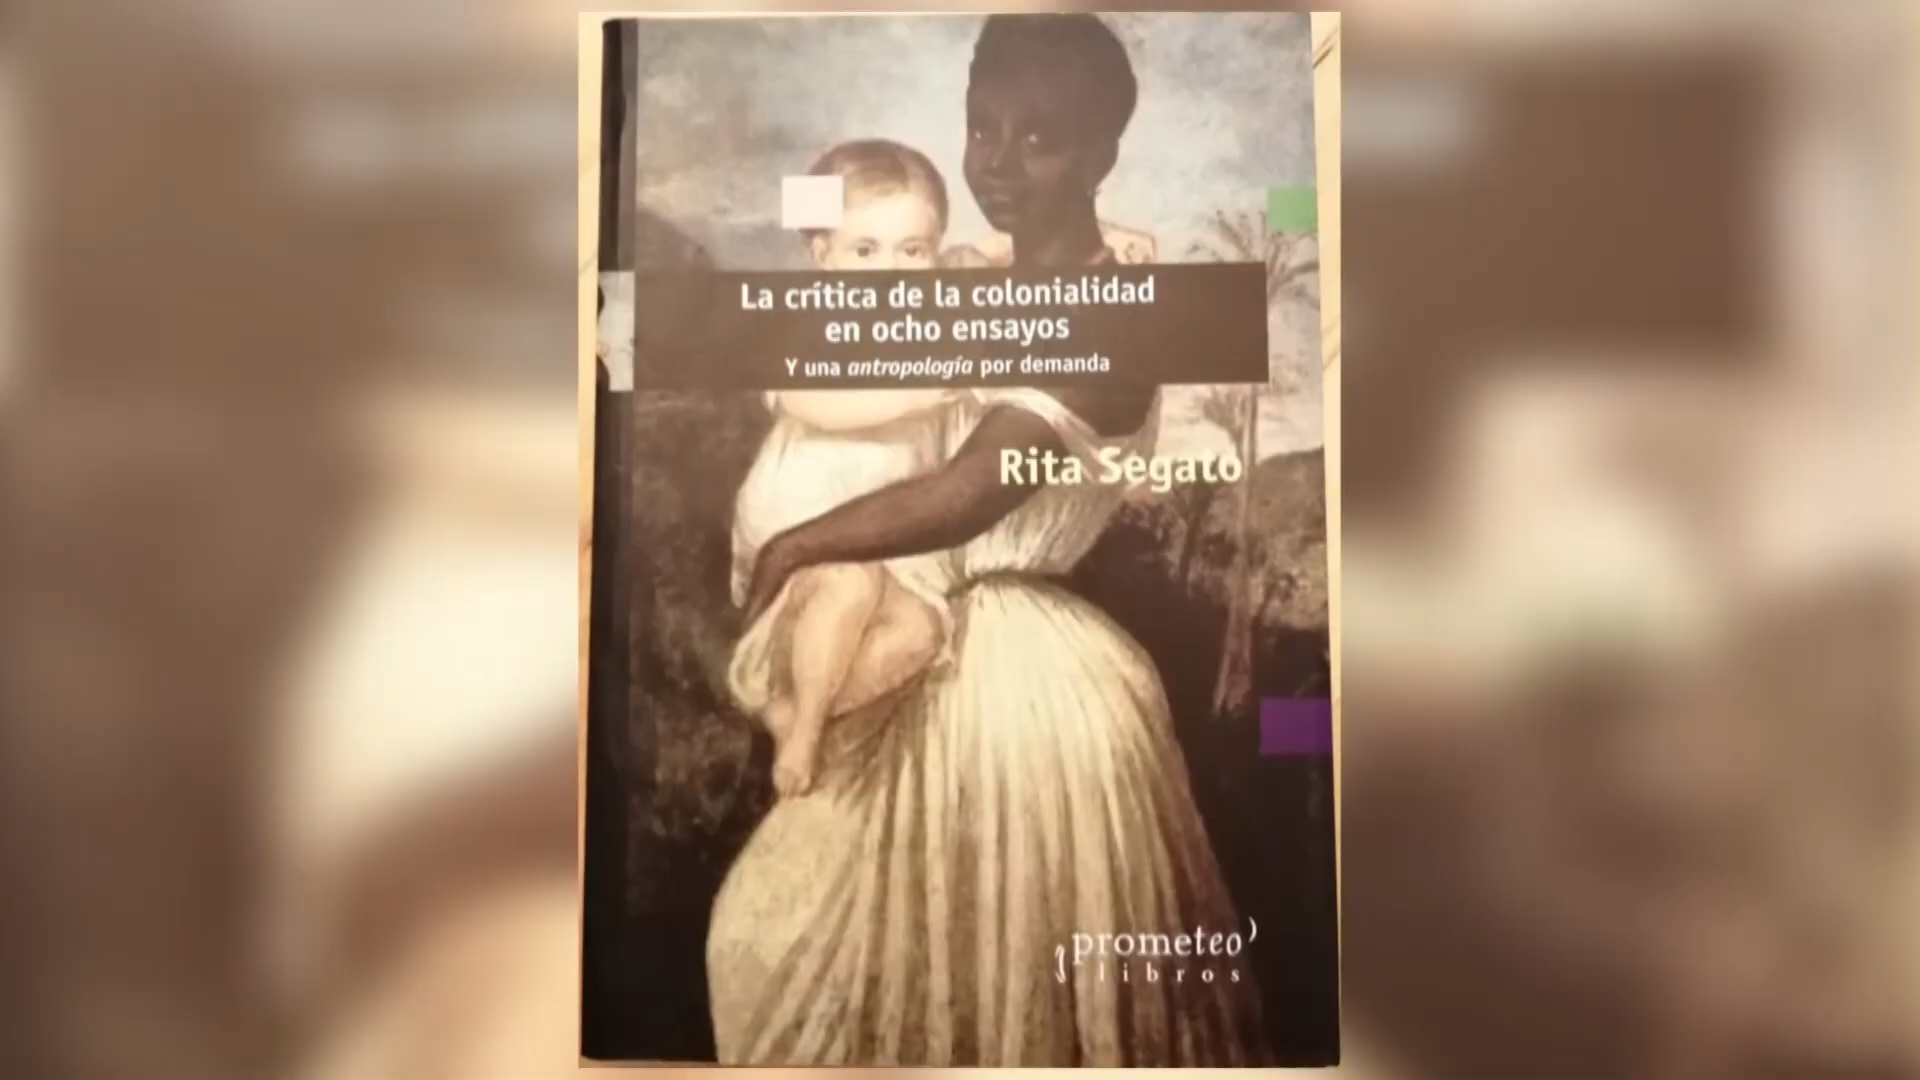 La crítica de la colonialidad
en ocho ensayos
Y una antropología por demanda
Rita Segato
prometeo
libros